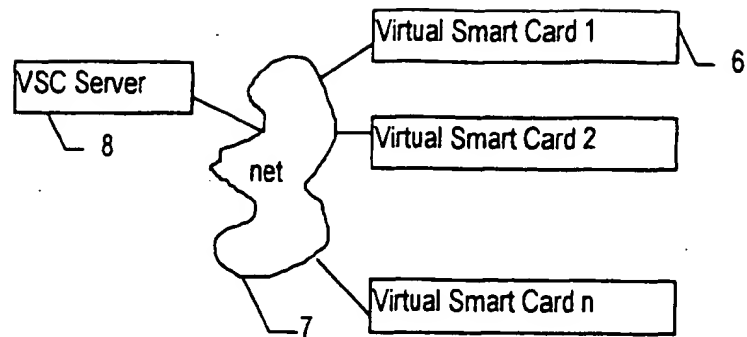 Virtual Smart Card 1
6
VSC Server
8
Virtual Smart Card 2
net
Virtual Smart Card n
7